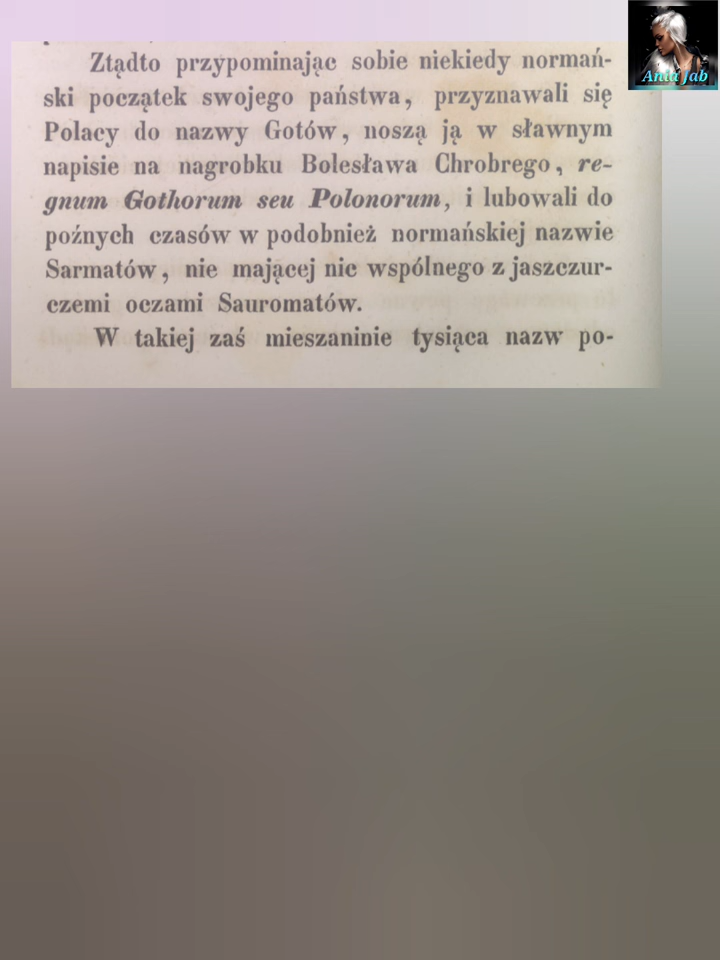 Ania Jab
Ztądto przypominając sobie niekiedy normań-
ski początek swojego państwa, przyznawali się
Polacy do nazwy Gotów, noszą ją w sławnym
napisie na nagrobku Bolesława Chrobrego, re-
gnum Gothorum seu Polonorum, i lubowali do
poźnych czasów w podobnież normańskiej nazwie
Sarmatów, nie mającej nic wspólnego z jaszczur-
czemi oczami Sauromatów.
W takiej zaś mieszaninie tysiąca nazw po-